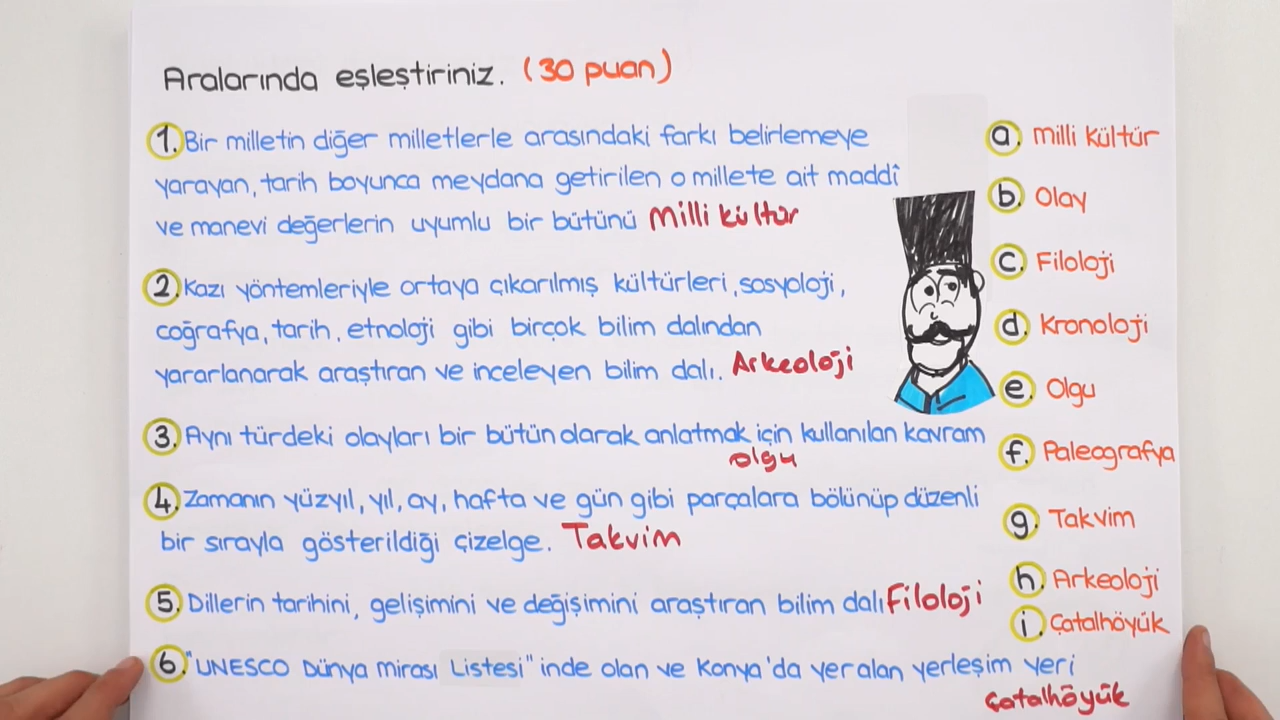 Aralarında eşleştiriniz. (30 puan)
1. Bir milletin diğer milletlerle arasındaki farkı belirlemeye
yarayan, tarih boyunca meydana getirilen o millete ait maddî
ve manevi değerlerin uyumlu bir bütünü Milli kültür
2. Kazı yöntemleriyle ortaya çıkarılmış kültürleri, sosyoloji,
coğrafya, tarih, etnoloji gibi birçok bilim dalından
yararlanarak araştıran ve inceleyen bilim dalı. Arkeoloji
3. Aynı türdeki olayları bir bütün olarak anlatmak için kullanılan kavram
olgu
4. Zamanın yüzyıl, yıl, ay, hafta ve gün gibi parçalara bölünüp düzenli
bir sırayla gösterildiği çizelge. Takvim
5. Dillerin tarihini, gelişimini ve değişimini araştıran bilim dalı Filoloji
6. "UNESCO Dünya mirası Listesi" inde olan ve Konya'da yer alan yerleşim yeri
Çatalhöyük
a. milli kültür
b. Olay
c. Filoloji
d. Kronoloji
e. Olgu
f. Paleografya
g. Takvim
h. Arkeoloji
i. Çatalhöyük